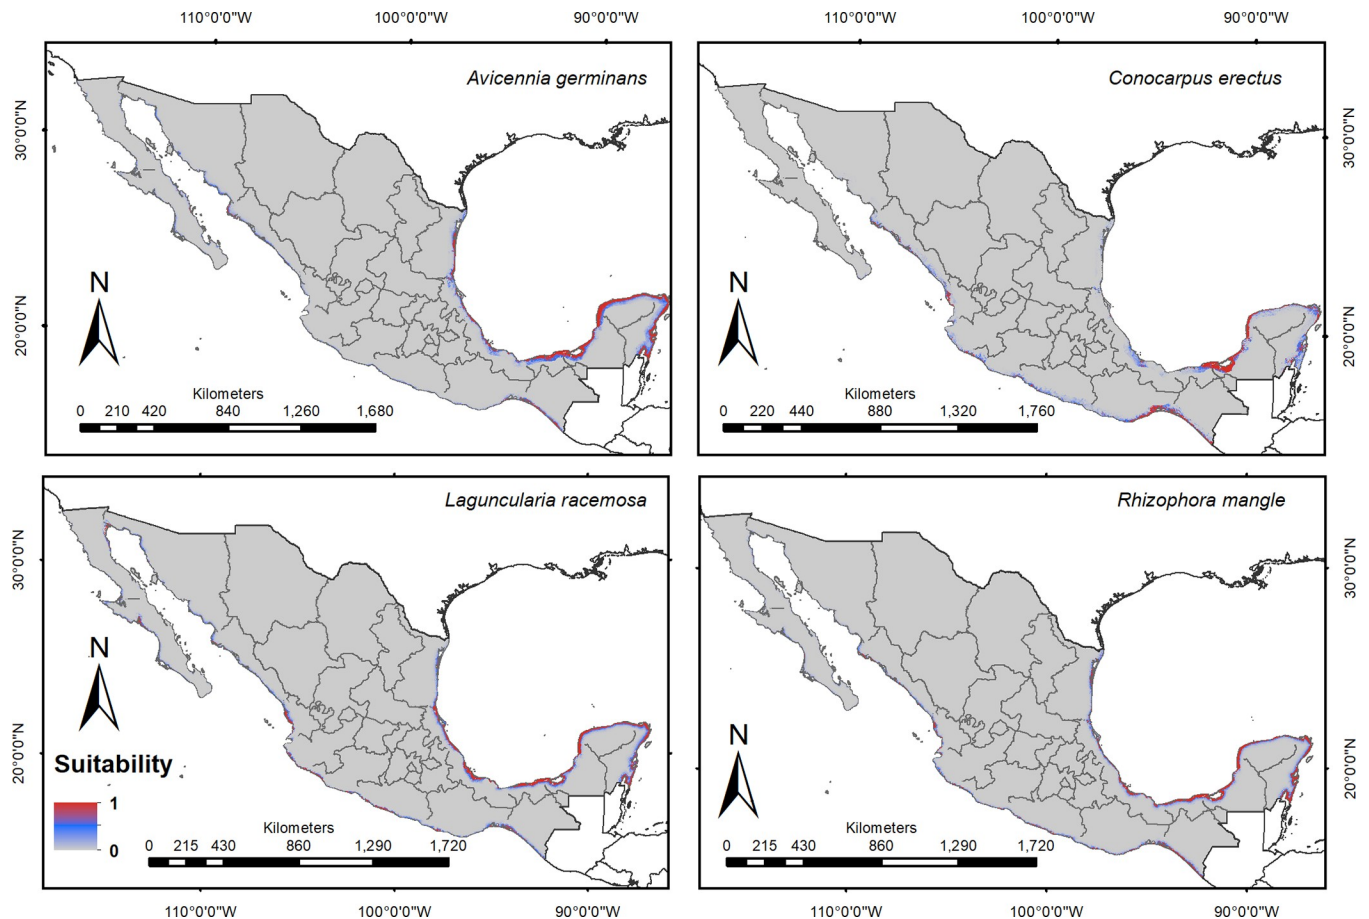 110°0'0"W 100°0'0"W 90°0'0"W
110°0'0"W 100°0'0"W 90°0'0"W
Avicennia germinans
30°0'0"N
20°0'0"N
N
Kilometers
0 210 420 840 1,260 1,680
Conocarpus erectus
30°0'0"N
20°0'0"N
N
Kilometers
0 220 440 880 1,320 1,760
Laguncularia racemosa
30°0'0"N
20°0'0"N
N
Suitability
1
0
Kilometers
0 215 430 860 1,290 1,720
Rhizophora mangle
30°0'0"N
20°0'0"N
N
Kilometers
0 215 430 860 1,290 1,720
110°0'0"W 100°0'0"W 90°0'0"W
110°0'0"W 100°0'0"W 90°0'0"W